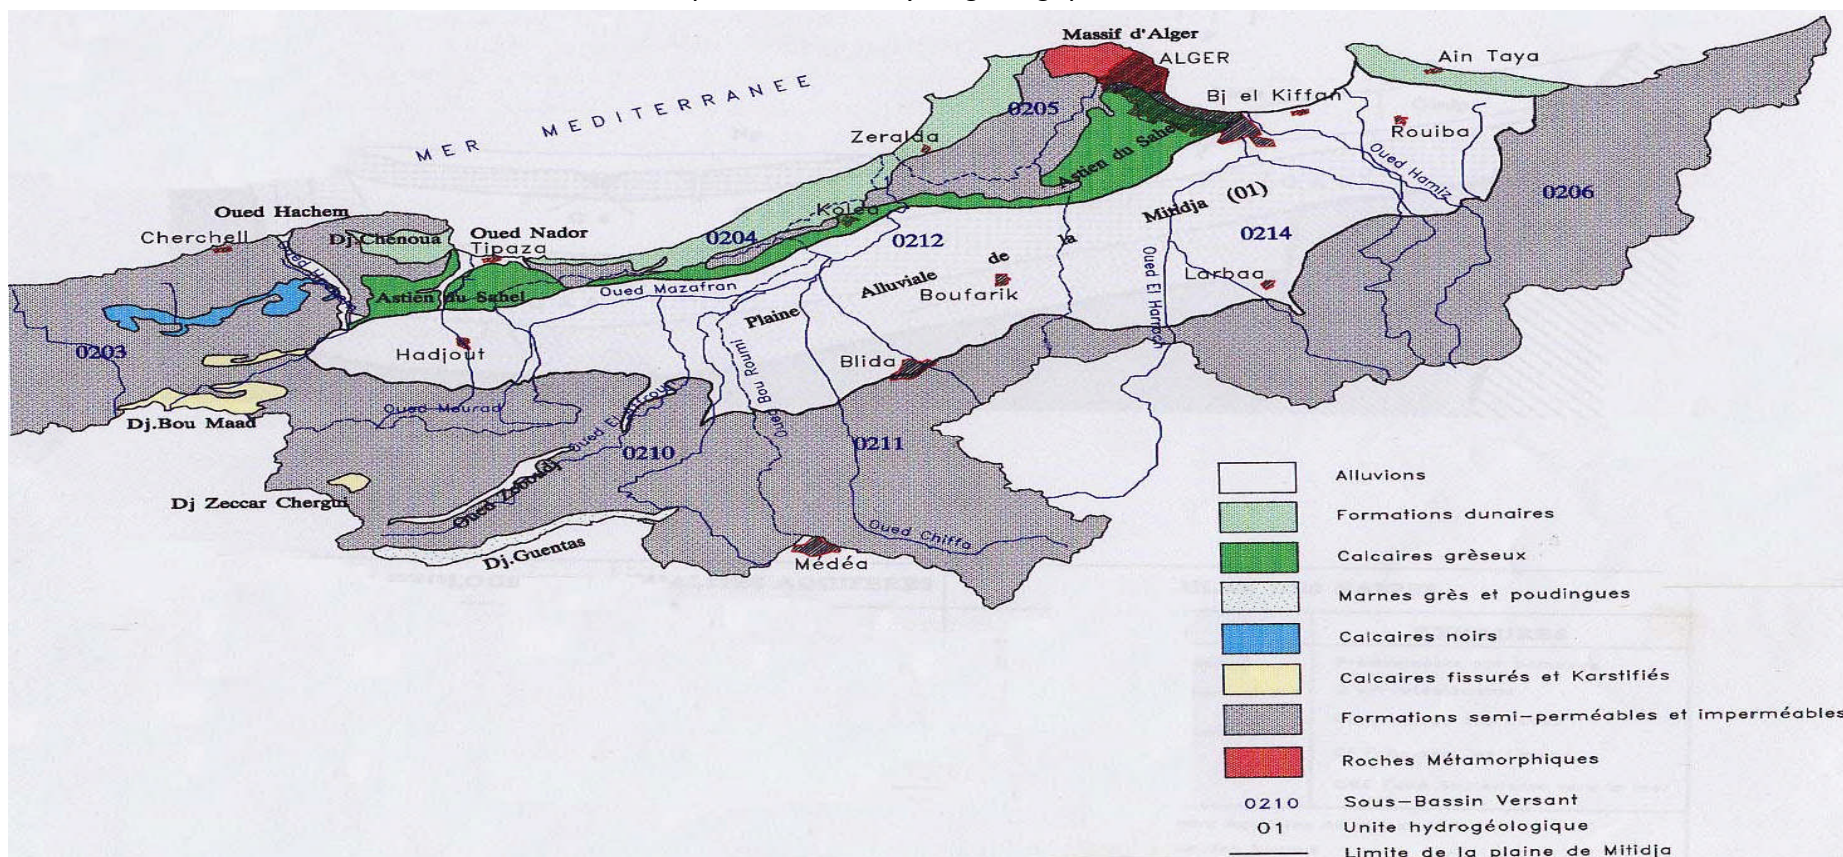 Massif d'Alger
ALGER
Ain Taya
Bj el Kiffan
Rouiba
MER MEDITERRANEE
0205
Zeralda
Astien du Sahel
Oued Hamiz
0206
Oued Hachem
Cherchell
Dj.Chenoua
Oued Nador
Tipaza
0204
Koléa
0212
Mitidja (01)
0214
Oued Hachem
Astien du Sahel
Oued Mazafran
Plaine Alluviale de la
Boufarik
Larbaa
Oued El Harrach
0203
Hadjout
Blida
Oued Bou Roumi
Oued Mourad
Dj.Bou Maad
0210
0211
Oued
Dj Zeccar Chergui
Oued Zeboudj
Dj.Guentas
Médéa
Oued Chiffa
Alluvions
Formations dunaires
Calcaires grèseux
Marnes grès et poudingues
Calcaires noirs
Calcaires fissurés et Karstifiés
Formations semi-perméables et imperméables
Roches Métamorphiques
0210 Sous-Bassin Versant
01 Unite hydrogéologique
Limite de la plaine de Mitidja